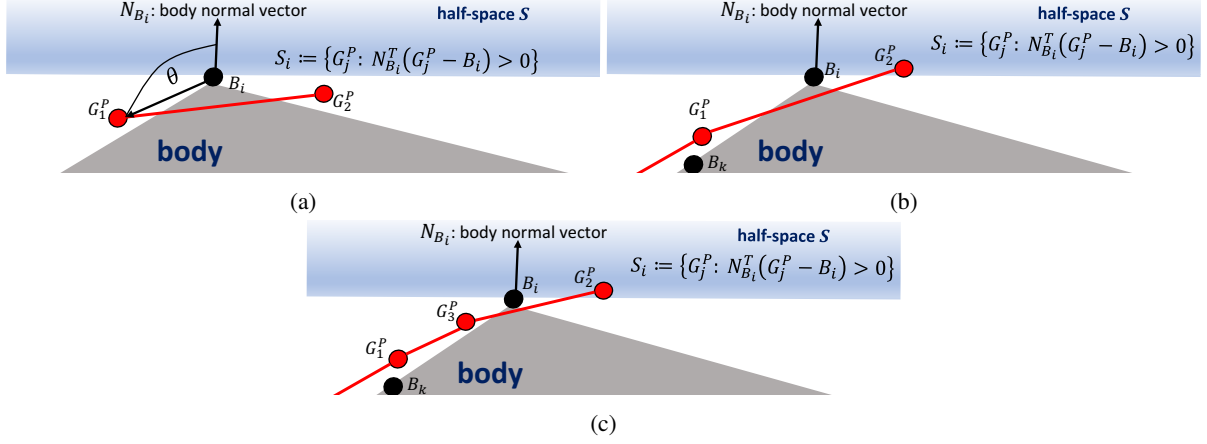 N_{B_i}: body normal vector
half-space S
S_i := {G_j^P: N_{B_i}^T(G_j^P − B_i) > 0}
θ
B_i
G_1^P
G_2^P
body
(a)
N_{B_i}: body normal vector
half-space S
S_i := {G_j^P: N_{B_i}^T(G_j^P − B_i) > 0}
G_2^P
B_i
G_1^P
B_k
body
(b)
N_{B_i}: body normal vector
half-space S
S_i := {G_j^P: N_{B_i}^T(G_j^P − B_i) > 0}
G_2^P
B_i
G_3^P
G_1^P
B_k
body
(c)